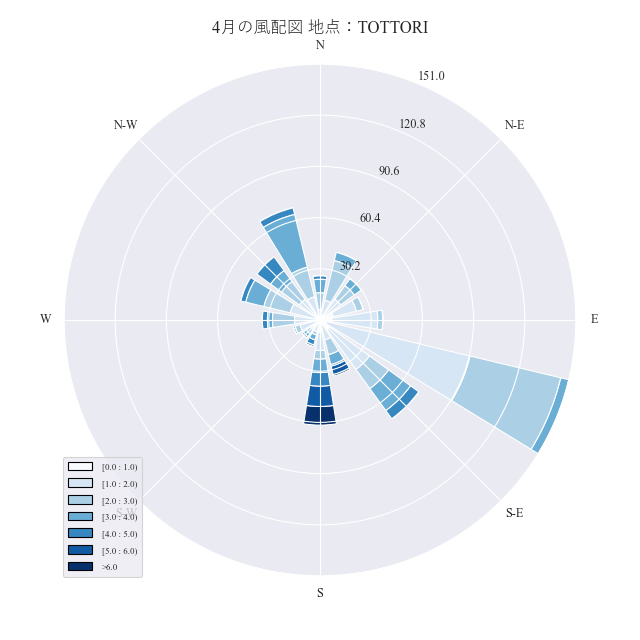 4月の風配図 地点：TOTTORI
N
151.0
N-W
120.8
N-E
90.6
60.4
30.2
W
E
S-W
S-E
S
[0.0 : 1.0)
[1.0 : 2.0)
[2.0 : 3.0)
[3.0 : 4.0)
[4.0 : 5.0)
[5.0 : 6.0)
>6.0